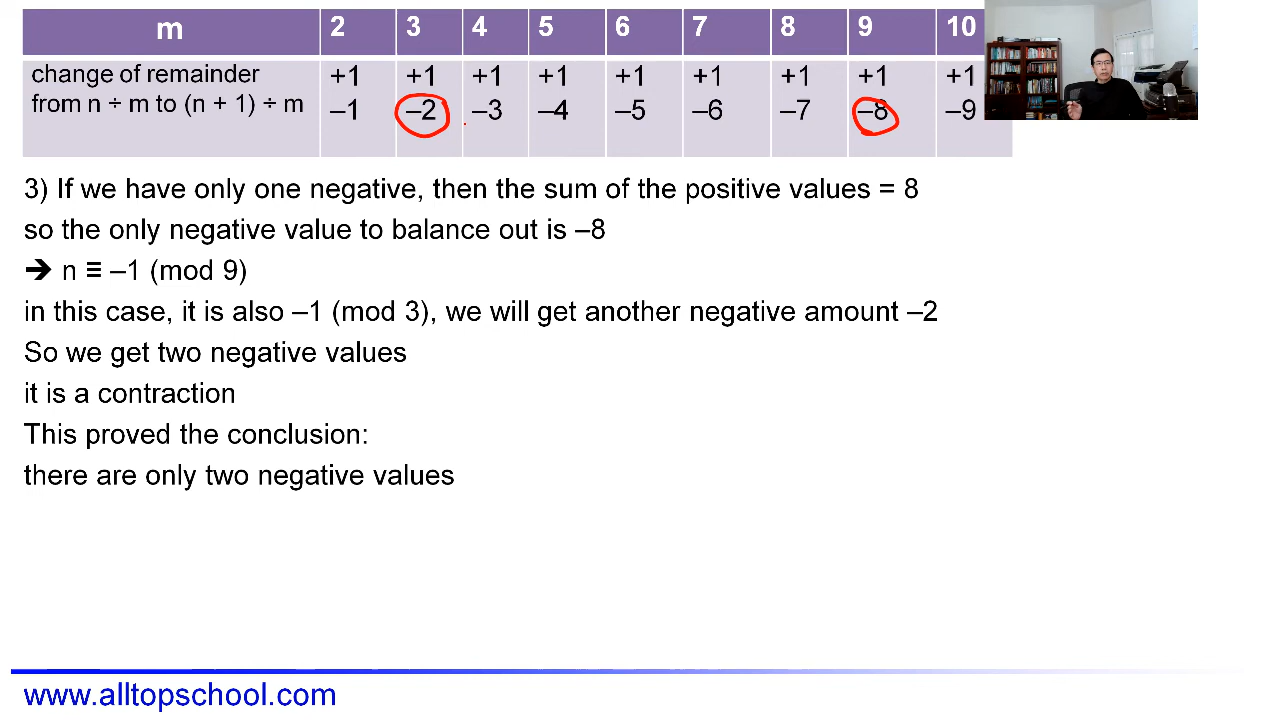 m 2 3 4 5 6 7 8 9 10
change of remainder +1 +1 +1 +1 +1 +1 +1 +1 +1
from n ÷ m to (n + 1) ÷ m –1 –2 –3 –4 –5 –6 –7 –8 –9
3) If we have only one negative, then the sum of the positive values = 8
so the only negative value to balance out is –8
➔ n ≡ –1 (mod 9)
in this case, it is also –1 (mod 3), we will get another negative amount –2
So we get two negative values
it is a contraction
This proved the conclusion:
there are only two negative values
www.alltopschool.com